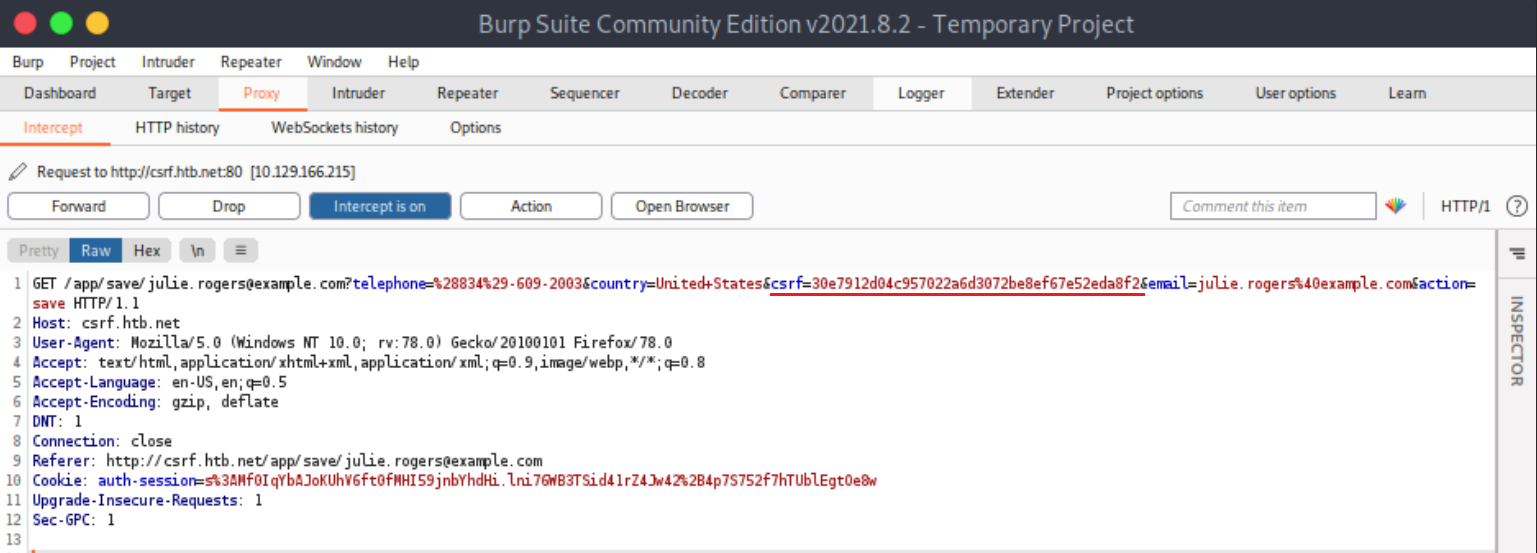 Burp Suite Community Edition v2021.8.2 - Temporary Project
Burp Project Intruder Repeater Window Help
Dashboard Target Proxy Intruder Repeater Sequencer Decoder Comparer Logger Extender Project options User options Learn
Intercept HTTP history WebSockets history Options
Request to http://csrf.htb.net:80 [10.129.166.215]
Forward Drop Intercept is on Action Open Browser Comment this item HTTP/1 ?
Pretty Raw Hex \n ≡
1 GET /app/save/julie.rogers@example.com?telephone=%28834%29-609-2003&country=United+States&csrf=30e7912d04c957022a6d3072be8ef67e52eda8f2&email=julie.rogers%40example.com&action=
save HTTP/1.1
2 Host: csrf.htb.net
3 User-Agent: Mozilla/5.0 (Windows NT 10.0; rv:78.0) Gecko/20100101 Firefox/78.0
4 Accept: text/html,application/xhtml+xml,application/xml;q=0.9,image/webp,*/*;q=0.8
5 Accept-Language: en-US,en;q=0.5
6 Accept-Encoding: gzip, deflate
7 DNT: 1
8 Connection: close
9 Referer: http://csrf.htb.net/app/save/julie.rogers@example.com
10 Cookie: auth-session=s%3AMf0IqYbAJoKUhV6ft0fMHI59jnbYhdHi.lni76WB3TSid41rZ4Jw42%2B4p7S752f7hTUblEgtOe8w
11 Upgrade-Insecure-Requests: 1
12 Sec-GPC: 1
13
INSPECTOR